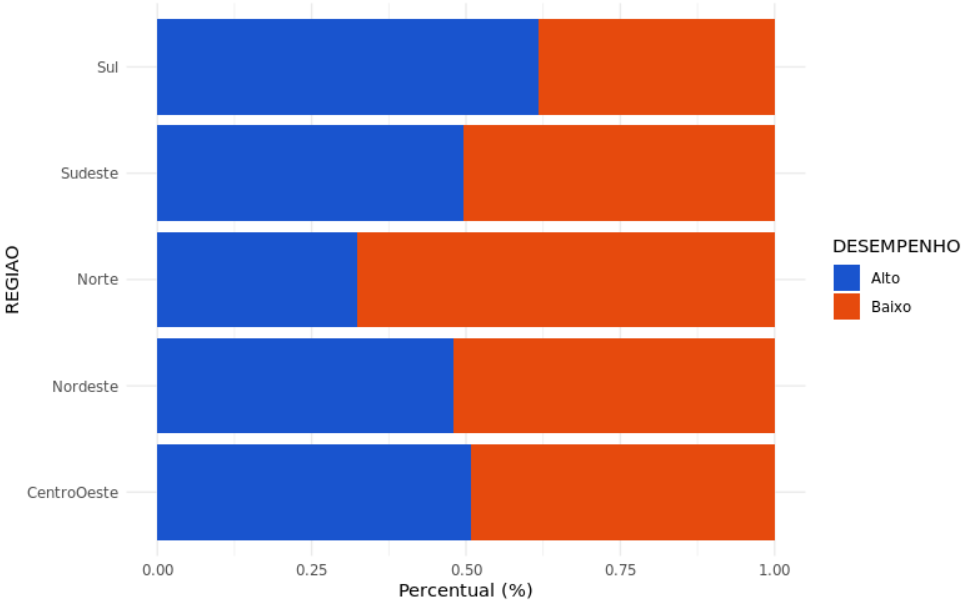 Sul
Sudeste
Norte
Nordeste
CentroOeste
REGIAO
0.00 0.25 0.50 0.75 1.00
Percentual (%)
DESEMPENHO
Alto
Baixo